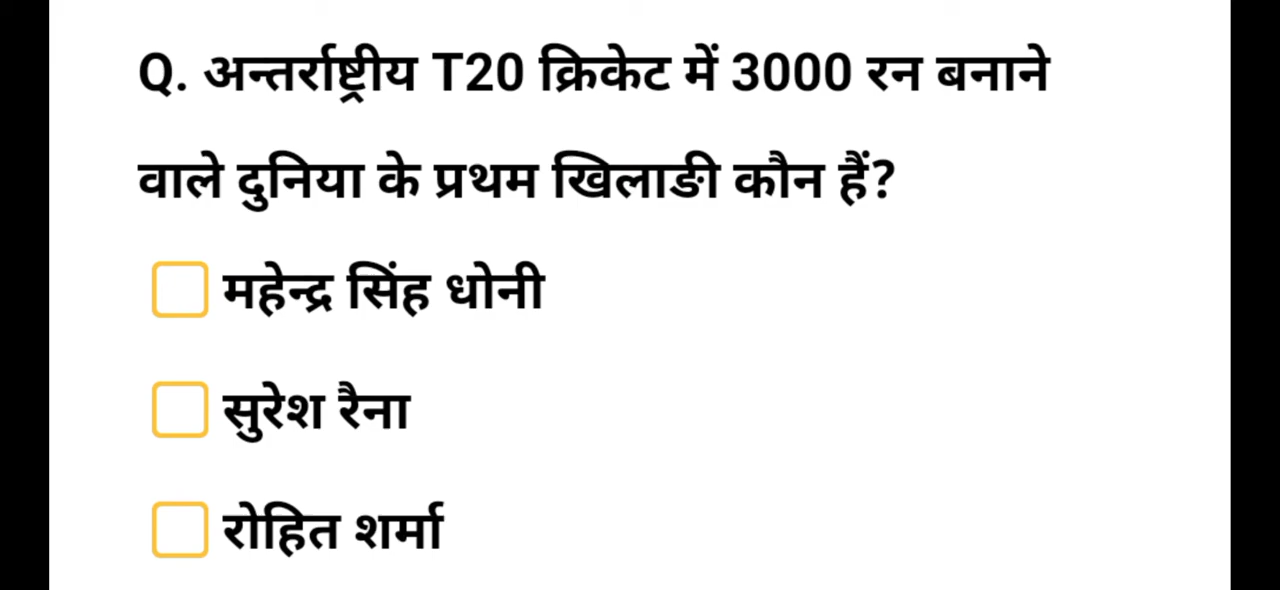 Q. अन्तर्राष्ट्रीय T20 क्रिकेट में 3000 रन बनाने
वाले दुनिया के प्रथम खिलाङी कौन हैं?
महेन्द्र सिंह धोनी
सुरेश रैना
रोहित शर्मा